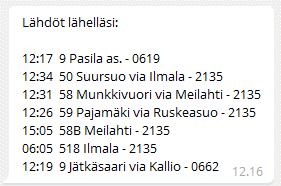 Lähdöt lähelläsi:
12:17 9 Pasila as. - 0619
12:34 50 Suursuo via Ilmala - 2135
12:31 58 Munkkivuori via Meilahti - 2135
12:26 59 Pajamäki via Ruskeasuo - 2135
15:05 58B Meilahti - 2135
06:05 518 Ilmala - 2135
12:19 9 Jätkäsaari via Kallio - 0662
12.16